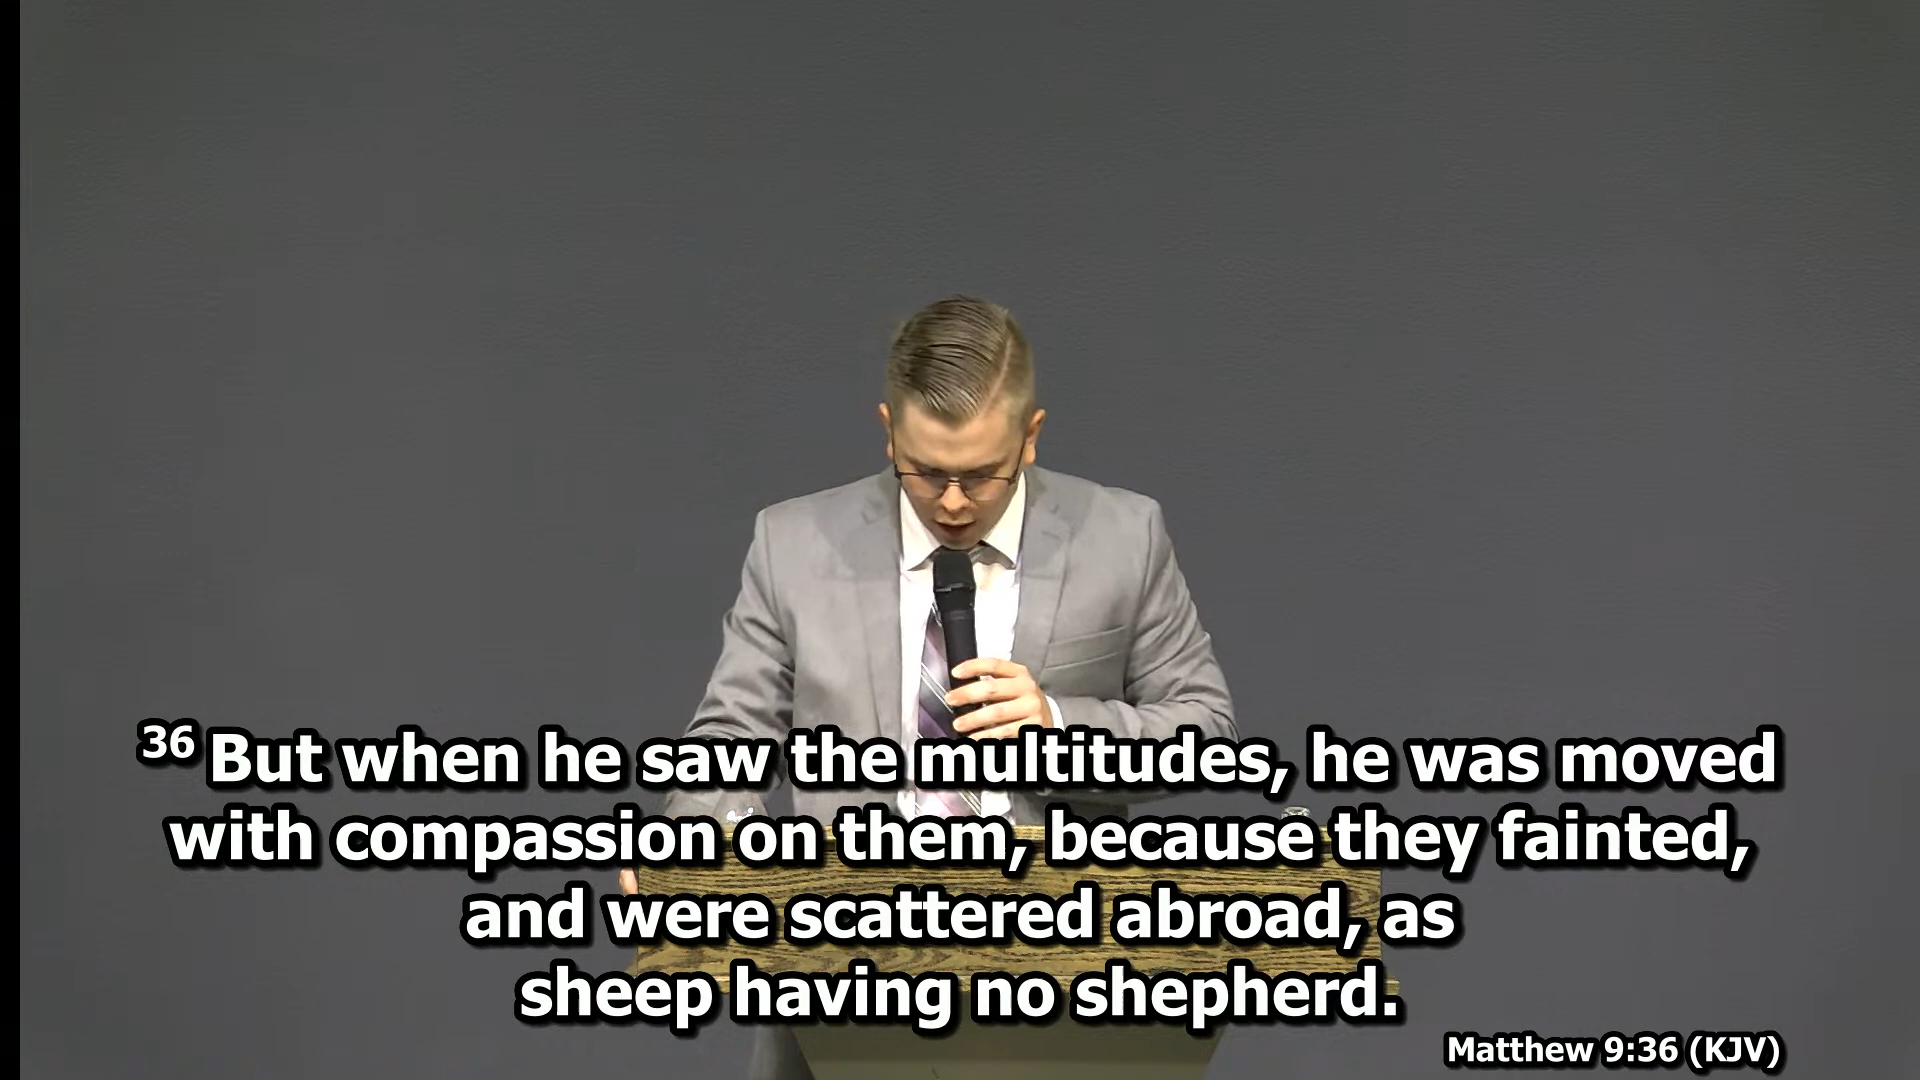 36 But when he saw the multitudes, he was moved
with compassion on them, because they fainted,
and were scattered abroad, as
sheep having no shepherd.
Matthew 9:36 (KJV)